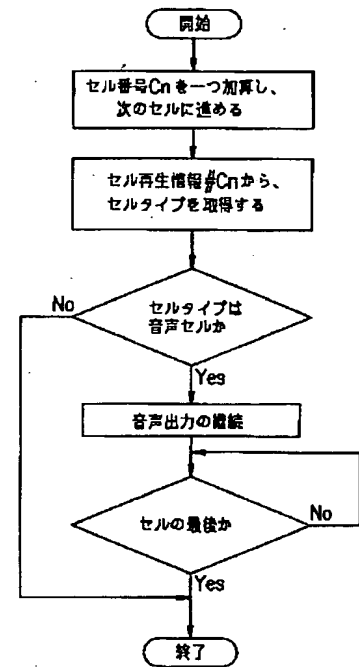 開始
セル番号Cnを一つ加算し、
次のセルに進める
セル再生情報#Cnから、
セルタイプを取得する
セルタイプは
音声セルか
No
Yes
音声出力の継続
セルの最後か
No
Yes
終了